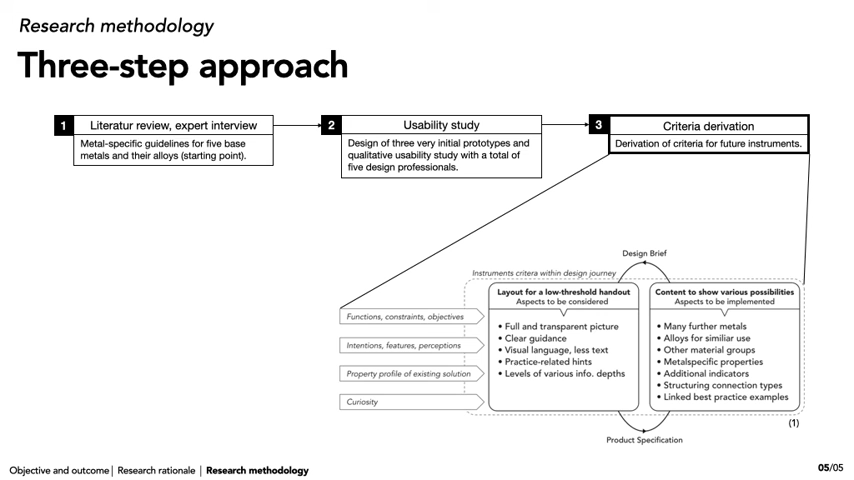 Research methodology
Three-step approach
1
Literatur review, expert interview
Metal-specific guidelines for five base
metals and their alloys (starting point).
2
Usability study
Design of three very initial prototypes and
qualitative usability study with a total of
five design professionals.
3
Criteria derivation
Derivation of criteria for future instruments.
Design Brief
Instruments critera within design journey
Functions, constraints, objectives
Intentions, features, perceptions
Property profile of existing solution
Curiosity
Layout for a low-threshold handout
Aspects to be considered
• Full and transparent picture
• Clear guidance
• Visual language, less text
• Practice-related hints
• Levels of various info. depths
Content to show various possibilities
Aspects to be implemented
• Many further metals
• Alloys for similiar use
• Other material groups
• Metalspecific properties
• Additional indicators
• Structuring connection types
• Linked best practice examples
(1)
Product Specification
Objective and outcome | Research rationale | Research methodology
05/05